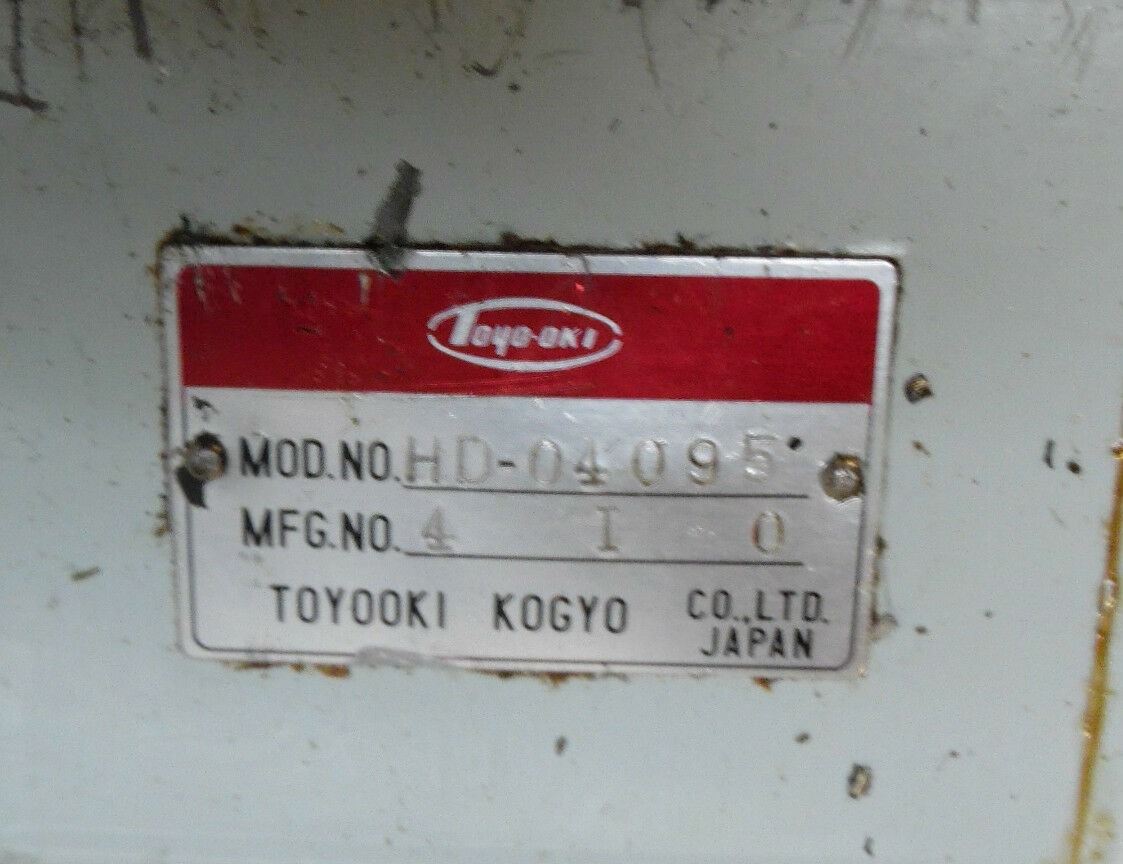 Toyo-oki
MOD.NO. HD-04095
MFG.NO. 4 I 0
TOYOOKI KOGYO CO.,LTD.
JAPAN